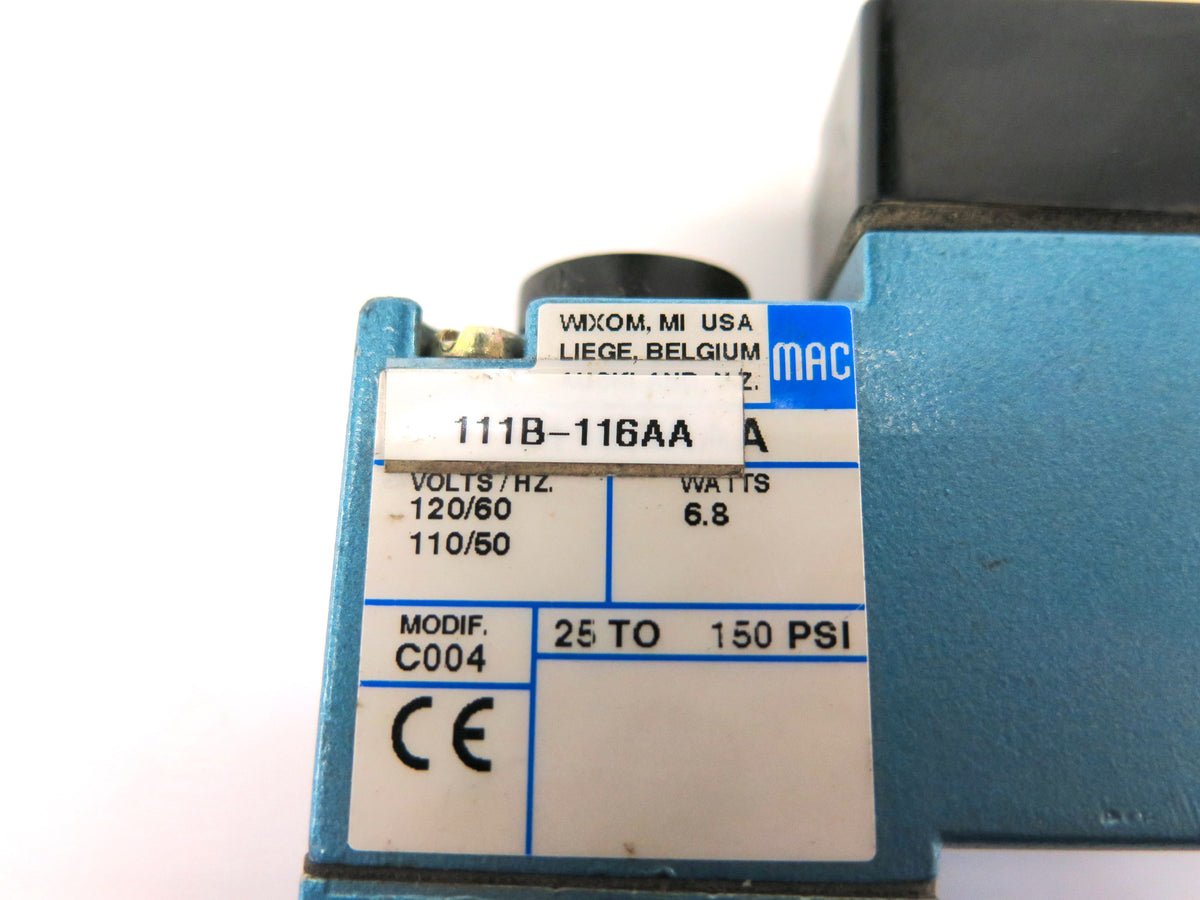 WIXOM, MI USA
LIEGE, BELGIUM
MAC
111B-116AA
A
VOLTS / HZ.
120/60
110/50
WATTS
6.8
MODIF.
C004
25 TO 150 PSI
CE